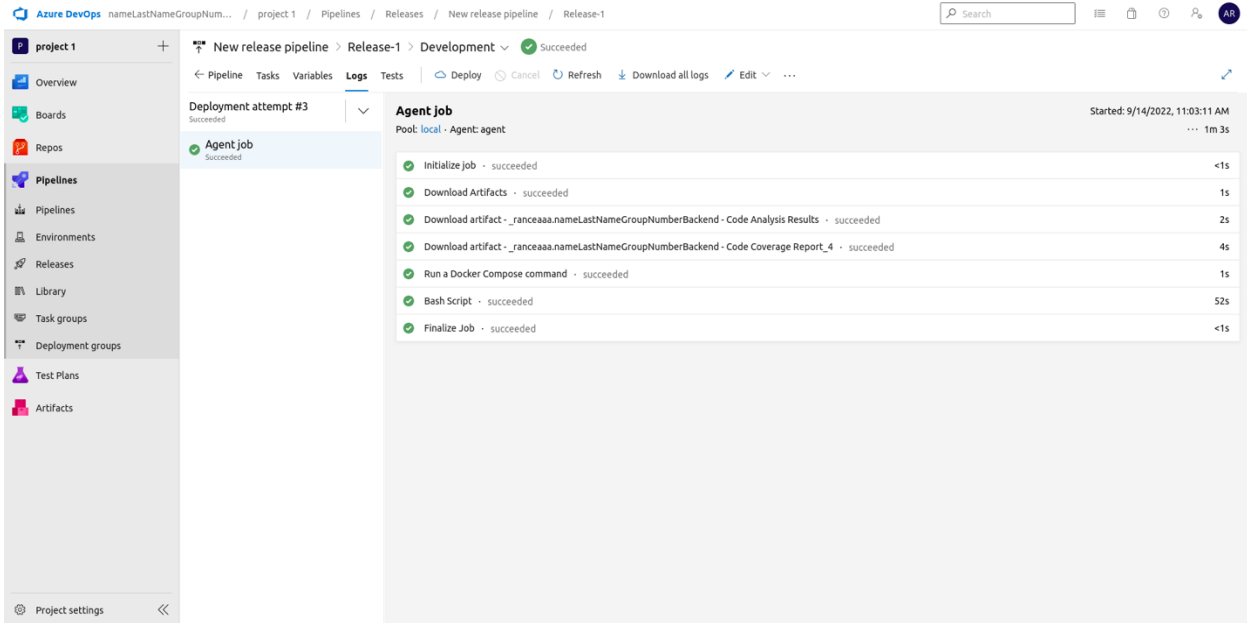 Azure DevOps nameLastNameGroupNum... / project 1 / Pipelines / Releases / New release pipeline / Release-1
Search
AR
P project 1
New release pipeline > Release-1 > Development Succeeded
Pipeline Tasks Variables Logs Tests Deploy Cancel Refresh Download all logs Edit ...
Overview
Boards
Repos
Pipelines
Pipelines
Environments
Releases
Library
Task groups
Deployment groups
Test Plans
Artifacts
Project settings
Deployment attempt #3
Succeeded
Agent job
Succeeded
Agent job
Started: 9/14/2022, 11:03:11 AM
Pool: local · Agent: agent
... 1m 3s
Initialize job · succeeded <1s
Download Artifacts · succeeded 1s
Download artifact - _ranceaaa.nameLastNameGroupNumberBackend - Code Analysis Results · succeeded 2s
Download artifact - _ranceaaa.nameLastNameGroupNumberBackend - Code Coverage Report_4 · succeeded 4s
Run a Docker Compose command · succeeded 1s
Bash Script · succeeded 52s
Finalize Job · succeeded <1s